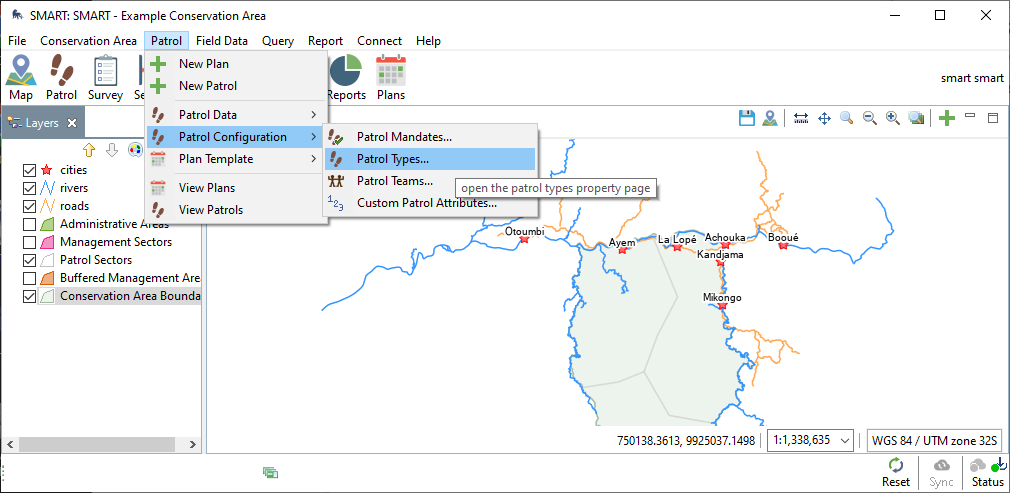 SMART: SMART - Example Conservation Area
File Conservation Area Patrol Field Data Query Report Connect Help
Map Patrol Survey Reports Plans
smart smart
New Plan
New Patrol
Patrol Data
Patrol Configuration
Plan Template
View Plans
View Patrols
Patrol Mandates...
Patrol Types...
Patrol Teams...
Custom Patrol Attributes...
open the patrol types property page
Layers
cities
rivers
roads
Administrative Areas
Management Sectors
Patrol Sectors
Buffered Management Are
Conservation Area Bounda
Otoumbi
Ayem
La Lopé
Achouka
Booué
Kandjama
Mikongo
750138.3613, 9925037.1498
1:1,338,635
WGS 84 / UTM zone 32S
Reset Sync Status